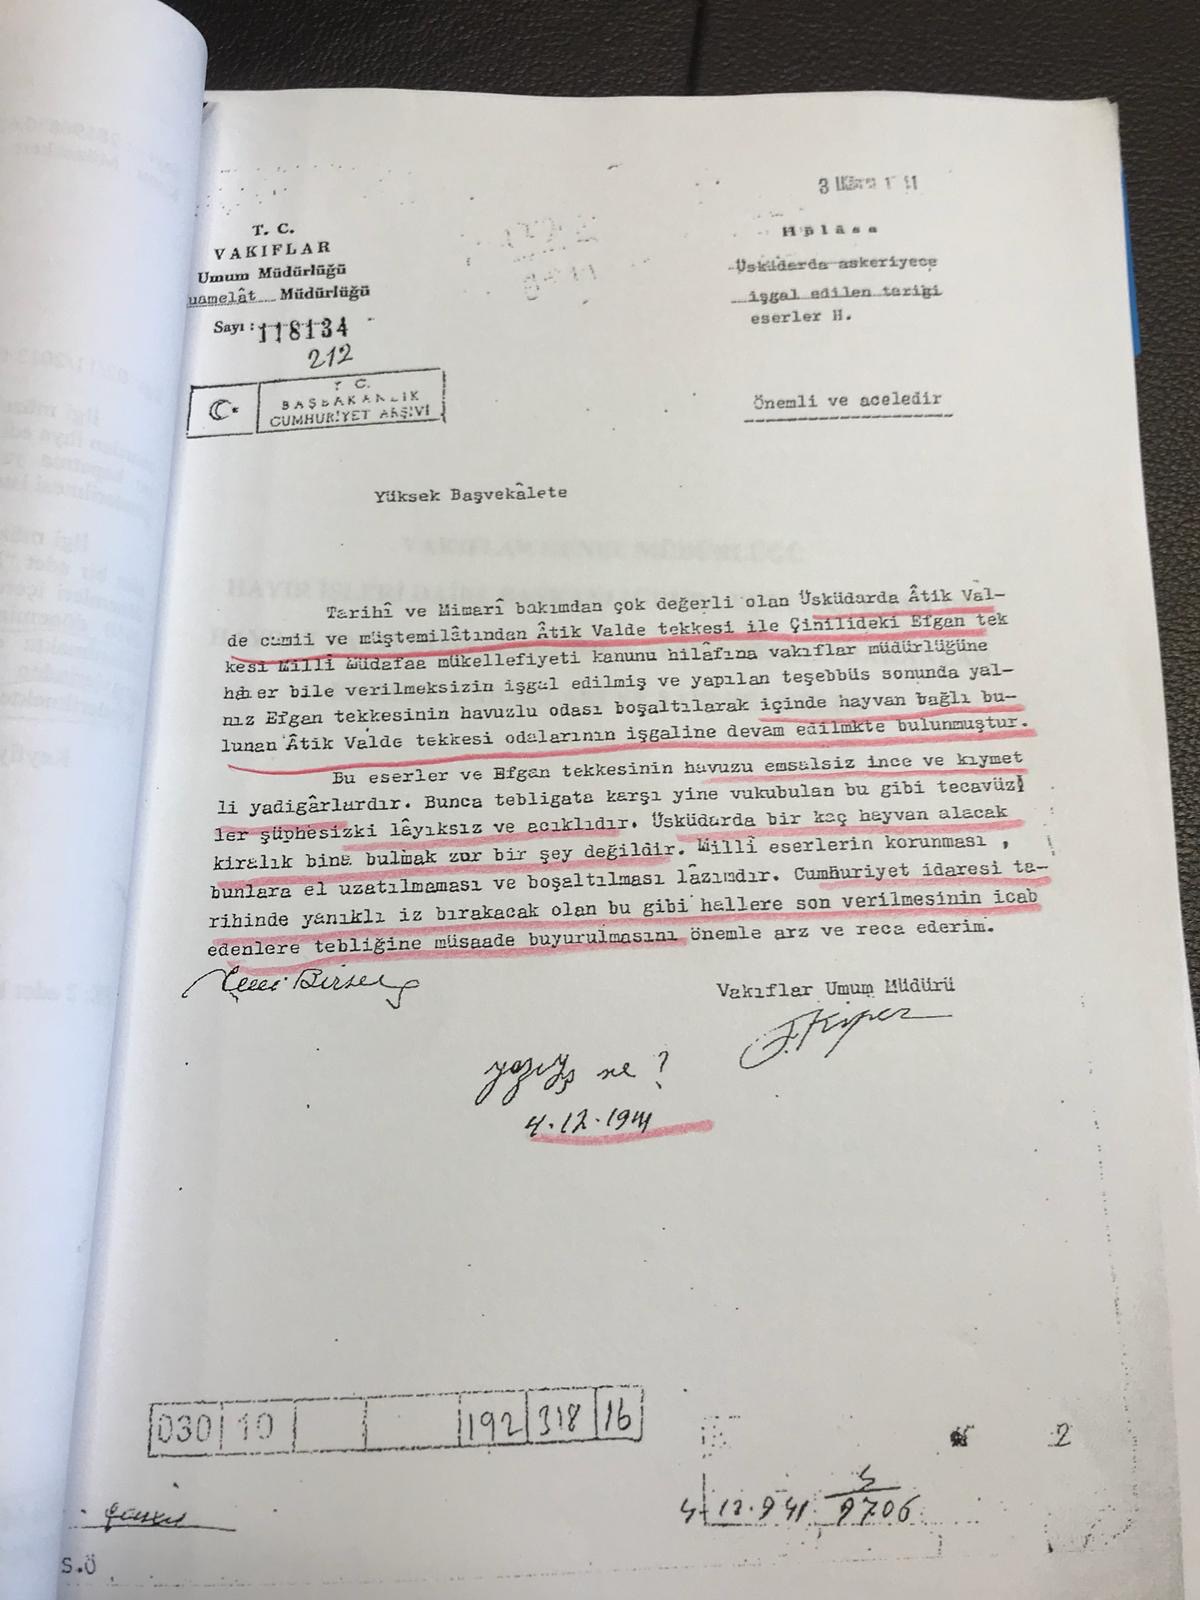 T. C.
VAKIFLAR
Umum Müdürlüğü
uamelât Müdürlüğü
Sayı : 118134
212
T C.
BAŞBAKANLIK
CUMHURİYET ARŞİVİ
3
Hulâsa
Üsküdarda askeriyece
işgal edilen tarigi
eserler H.
Önemli ve aceledir
Yüksek Başvekâlete
Tarihî ve Mimarî bakımdan çok değerli olan Üsküdarda Âtik Val-
de camii ve müştemilâtından Âtik Valde tekkesi ile Çinilideki Efgan tek
kesi Millî Müdafaa mükellefiyeti kanunu hilâfına vakıflar müdürlüğüne
haber bile verilmeksizin işgal edilmiş ve yapılan teşebbüs sonunda yal-
nız Efgan tekkesinin havuzlu odası boşaltılarak içinde hayvan bağlı bu-
lunan Âtik Valde tekkesi odalarının işgaline devam edilmkte bulunmuştur.
Bu eserler ve Efgan tekkesinin havuzu emsalsiz ince ve kıymet
li yadigârlardır. Bunca tebligata karşı yine vukubulan bu gibi tecavüz
ler şüphesizki lâyıksız ve acıklıdır. Üsküdarda bir kaç hayvan alacak
kiralık bina bulmak zor bir şey değildir. Millî eserlerin korunması ,
bunlara el uzatılmaması ve boşaltılması lâzımdır. Cumhuriyet idaresi ta-
rihinde yanıklı iz bırakacak olan bu gibi hallere son verilmesinin icab
edenlere tebliğine müsaade buyurulmasını önemle arz ve reca ederim.
Birsel
Vakıflar Umum Müdürü
F. Kiper
ne ?
4.12.1941
030 10 192 318 16
2
4 12.941 9706
S.Ö